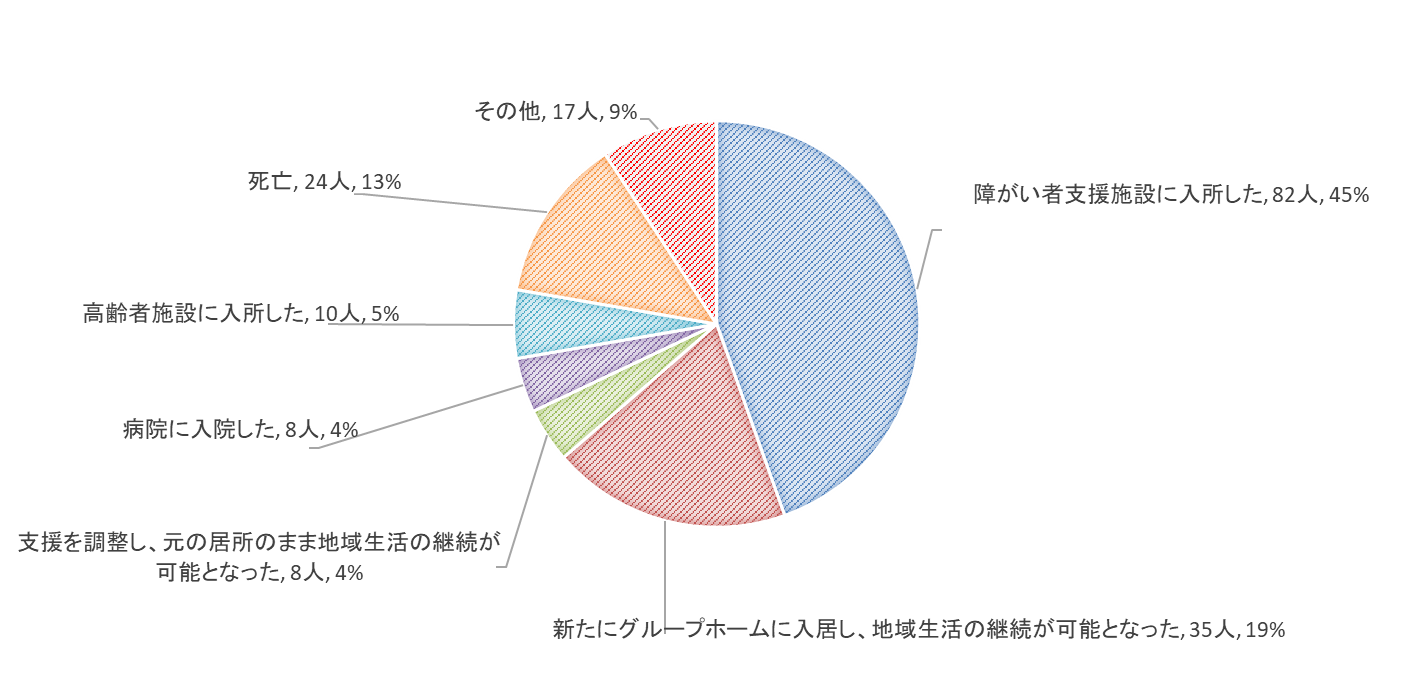 その他, 17人, 9%
死亡, 24人, 13%
障がい者支援施設に入所した, 82人, 45%
高齢者施設に入所した, 10人, 5%
病院に入院した, 8人, 4%
支援を調整し、元の居所のまま地域生活の継続が
可能となった, 8人, 4%
新たにグループホームに入居し、地域生活の継続が可能となった, 35人, 19%